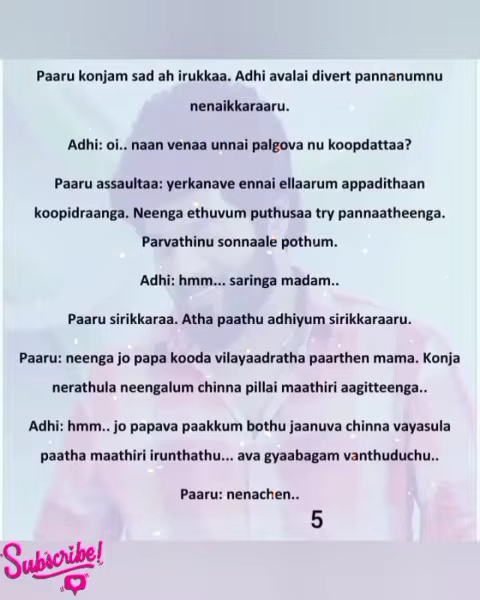 Paaru konjam sad ah irukkaa. Adhi avalai divert pannanumnu
nenaikkaraaru.
Adhi: oi.. naan venaa unnai palgova nu koopdattaa?
Paaru assaultaa: yerkanave ennai ellaarum appadithaan
koopidraanga. Neenga ethuvum puthusaa try pannaatheenga.
Parvathinu sonnaale pothum.
Adhi: hmm... saringa madam..
Paaru sirikkaraa. Atha paathu adhiyum sirikkaraaru.
Paaru: neenga jo papa kooda vilayaadratha paarthen mama. Konja
nerathula neengalum chinna pillai maathiri aagitteenga..
Adhi: hmm.. jo papava paakkum bothu jaanuva chinna vayasula
paatha maathiri irunthathu... ava gyaabagam vanthuduchu..
Paaru: nenachen..
5
Subscribe!